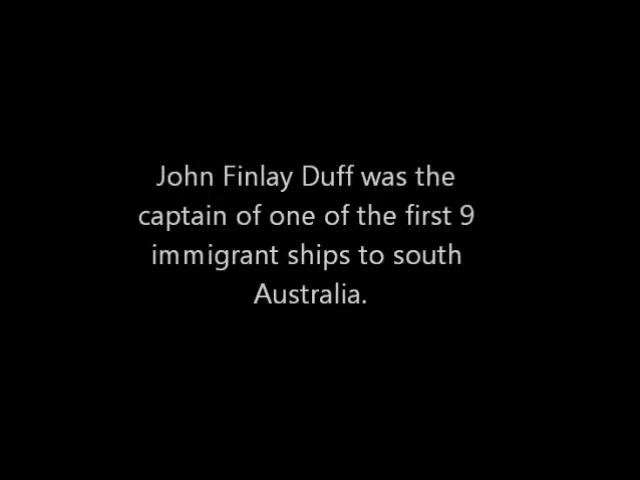 John Finlay Duff was the
captain of one of the first 9
immigrant ships to south
Australia.